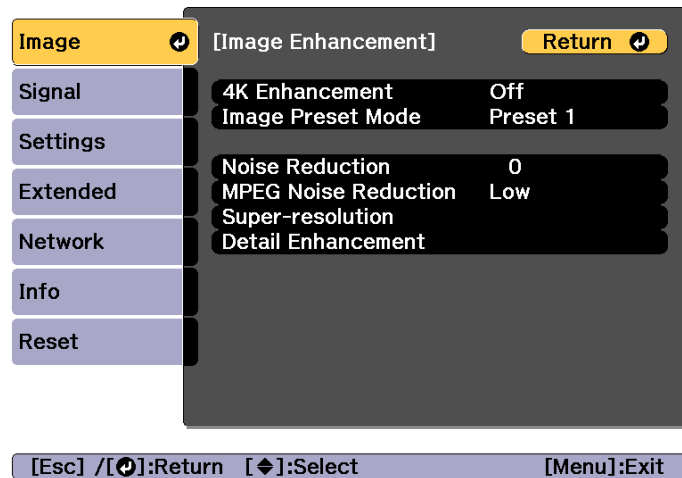 Image
[Image Enhancement]
Return
Signal
4K Enhancement Off
Image Preset Mode Preset 1
Settings
Noise Reduction 0
Extended
MPEG Noise Reduction Low
Super-resolution
Network
Detail Enhancement
Info
Reset
[Esc] /[]:Return []:Select [Menu]:Exit